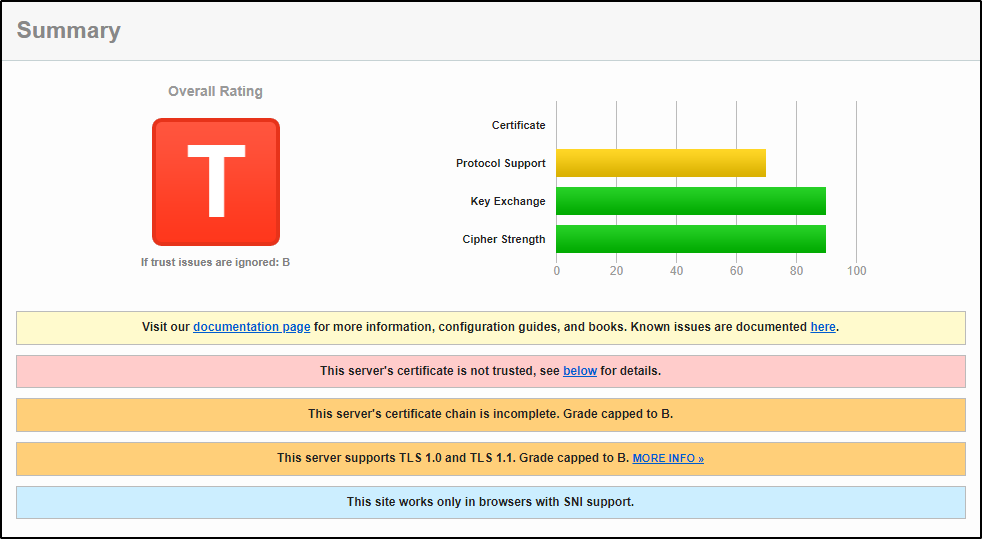 Summary
Overall Rating
T
If trust issues are ignored: B
Certificate
Protocol Support
Key Exchange
Cipher Strength
0 20 40 60 80 100
Visit our documentation page for more information, configuration guides, and books. Known issues are documented here.
This server's certificate is not trusted, see below for details.
This server's certificate chain is incomplete. Grade capped to B.
This server supports TLS 1.0 and TLS 1.1. Grade capped to B. MORE INFO »
This site works only in browsers with SNI support.